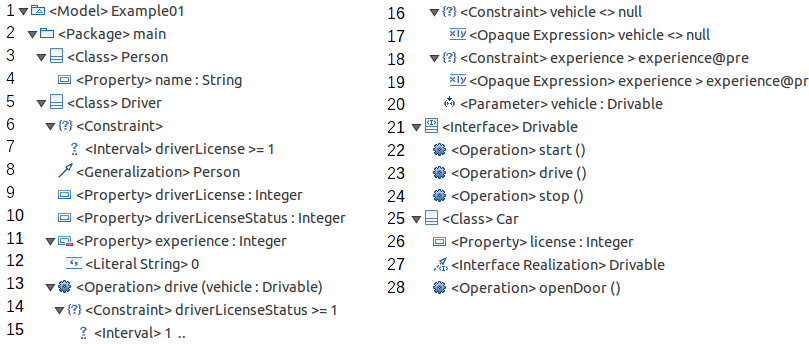 1 <Model> Example01
2 <Package> main
3 <Class> Person
4 <Property> name : String
5 <Class> Driver
6 {?} <Constraint>
7 ? <Interval> driverLicense >= 1
8 <Generalization> Person
9 <Property> driverLicense : Integer
10 <Property> driverLicenseStatus : Integer
11 <Property> experience : Integer
12 <Literal String> 0
13 <Operation> drive (vehicle : Drivable)
14 {?} <Constraint> driverLicenseStatus >= 1
15 ? <Interval> 1 ..
16 {?} <Constraint> vehicle <> null
17 x|y <Opaque Expression> vehicle <> null
18 {?} <Constraint> experience > experience@pre
19 x|y <Opaque Expression> experience > experience@pr
20 <Parameter> vehicle : Drivable
21 <Interface> Drivable
22 <Operation> start ()
23 <Operation> drive ()
24 <Operation> stop ()
25 <Class> Car
26 <Property> license : Integer
27 <Interface Realization> Drivable
28 <Operation> openDoor ()